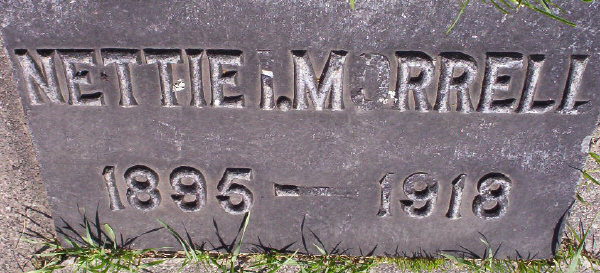 NETTIE I. MORRELL
1895 — 1918